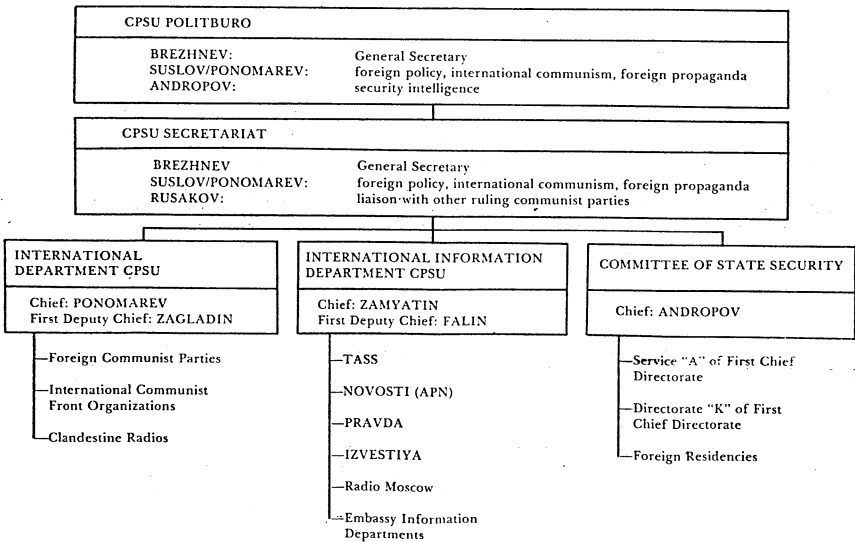 CPSU POLITBURO
BREZHNEV: General Secretary
SUSLOV/PONOMAREV: foreign policy, international communism, foreign propaganda
ANDROPOV: security intelligence
CPSU SECRETARIAT
BREZHNEV General Secretary
SUSLOV/PONOMAREV: foreign policy, international communism, foreign propaganda
RUSAKOV: liaison with other ruling communist parties
INTERNATIONAL
DEPARTMENT CPSU
Chief: PONOMAREV
First Deputy Chief: ZAGLADIN
Foreign Communist Parties
International Communist
Front Organizations
Clandestine Radios
INTERNATIONAL INFORMATION
DEPARTMENT CPSU
Chief: ZAMYATIN
First Deputy Chief: FALIN
TASS
NOVOSTI (APN)
PRAVDA
IZVESTIYA
Radio Moscow
Embassy Information
Departments
COMMITTEE OF STATE SECURITY
Chief: ANDROPOV
Service "A" of First Chief
Directorate
Directorate "K" of First
Chief Directorate
Foreign Residencies